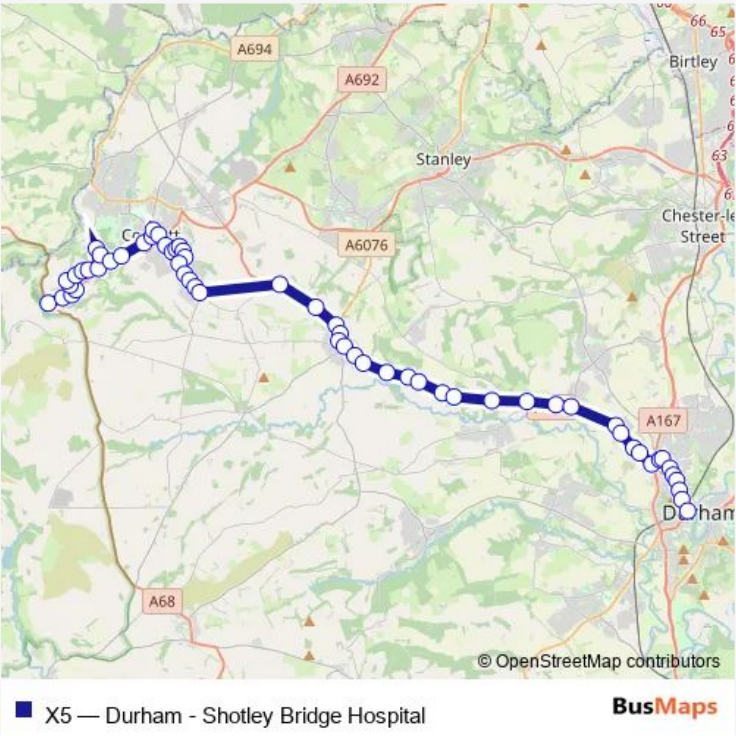 66
66
65
A694
Birtley
A692
Stanley
63
Chester-le
Street
A6076
A167
Durham
A68
© OpenStreetMap contributors
X5 — Durham - Shotley Bridge Hospital
BusMaps